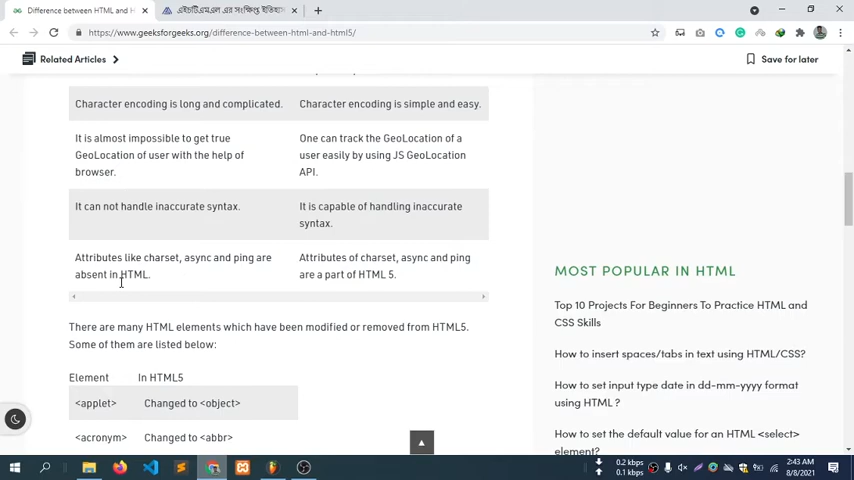 Difference between HTML and H
এইচটিএমএল এর সংক্ষিপ্ত ইতিহাস
https://www.geeksforgeeks.org/difference-between-html-and-html5/
Related Articles
Save for later
Character encoding is long and complicated.
Character encoding is simple and easy.
It is almost impossible to get true
GeoLocation of user with the help of
browser.
One can track the GeoLocation of a
user easily by using JS GeoLocation
API.
It can not handle inaccurate syntax.
It is capable of handling inaccurate
syntax.
Attributes like charset, async and ping are
absent in HTML.
Attributes of charset, async and ping
are a part of HTML 5.
There are many HTML elements which have been modified or removed from HTML5.
Some of them are listed below:
Element In HTML5
<applet> Changed to <object>
<acronym> Changed to <abbr>
MOST POPULAR IN HTML
Top 10 Projects For Beginners To Practice HTML and
CSS Skills
How to insert spaces/tabs in text using HTML/CSS?
How to set input type date in dd-mm-yyyy format
using HTML ?
How to set the default value for an HTML <select>
element?
0.2 kbps
0.1 kbps
2:43 AM
8/8/2021